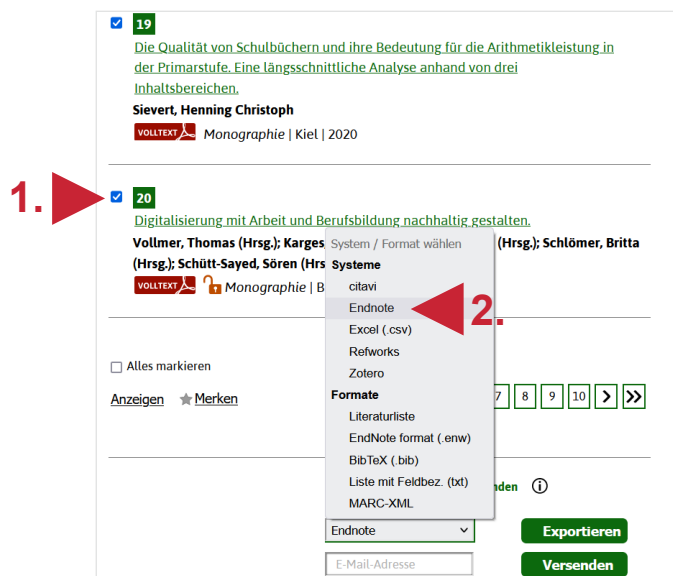 19
Die Qualität von Schulbüchern und ihre Bedeutung für die Arithmetikleistung in
der Primarstufe. Eine längsschnittliche Analyse anhand von drei
Inhaltsbereichen.
Sievert, Henning Christoph
VOLLTEXT Monographie | Kiel | 2020
1.
20
Digitalisierung mit Arbeit und Berufsbildung nachhaltig gestalten.
Vollmer, Thomas (Hrsg.); Karges (Hrsg.); Schlömer, Britta
(Hrsg.); Schütt-Sayed, Sören (Hrs
VOLLTEXT Monographie | B
System / Format wählen
Systeme
citavi
Endnote
2.
Excel (.csv)
Refworks
Zotero
Formate
Literaturliste
EndNote format (.enw)
BibTeX (.bib)
Liste mit Feldbez. (txt)
MARC-XML
Alles markieren
Anzeigen Merken
7 8 9 10
nden
Endnote Exportieren
E-Mail-Adresse Versenden